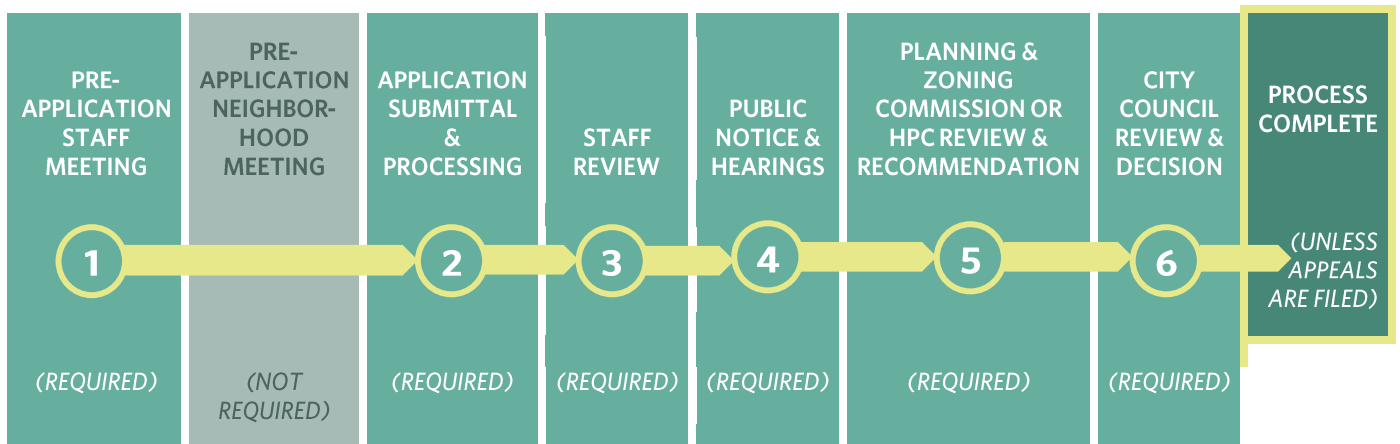 PRE-
APPLICATION
STAFF
MEETING
1
(REQUIRED)
PRE-
APPLICATION
NEIGHBOR-
HOOD
MEETING
(NOT
REQUIRED)
APPLICATION
SUBMITTAL
&
PROCESSING
2
(REQUIRED)
STAFF
REVIEW
3
(REQUIRED)
PUBLIC
NOTICE &
HEARINGS
4
(REQUIRED)
PLANNING &
ZONING
COMMISSION OR
HPC REVIEW &
RECOMMENDATION
5
(REQUIRED)
CITY
COUNCIL
REVIEW &
DECISION
6
(REQUIRED)
PROCESS
COMPLETE
(UNLESS
APPEALS
ARE FILED)